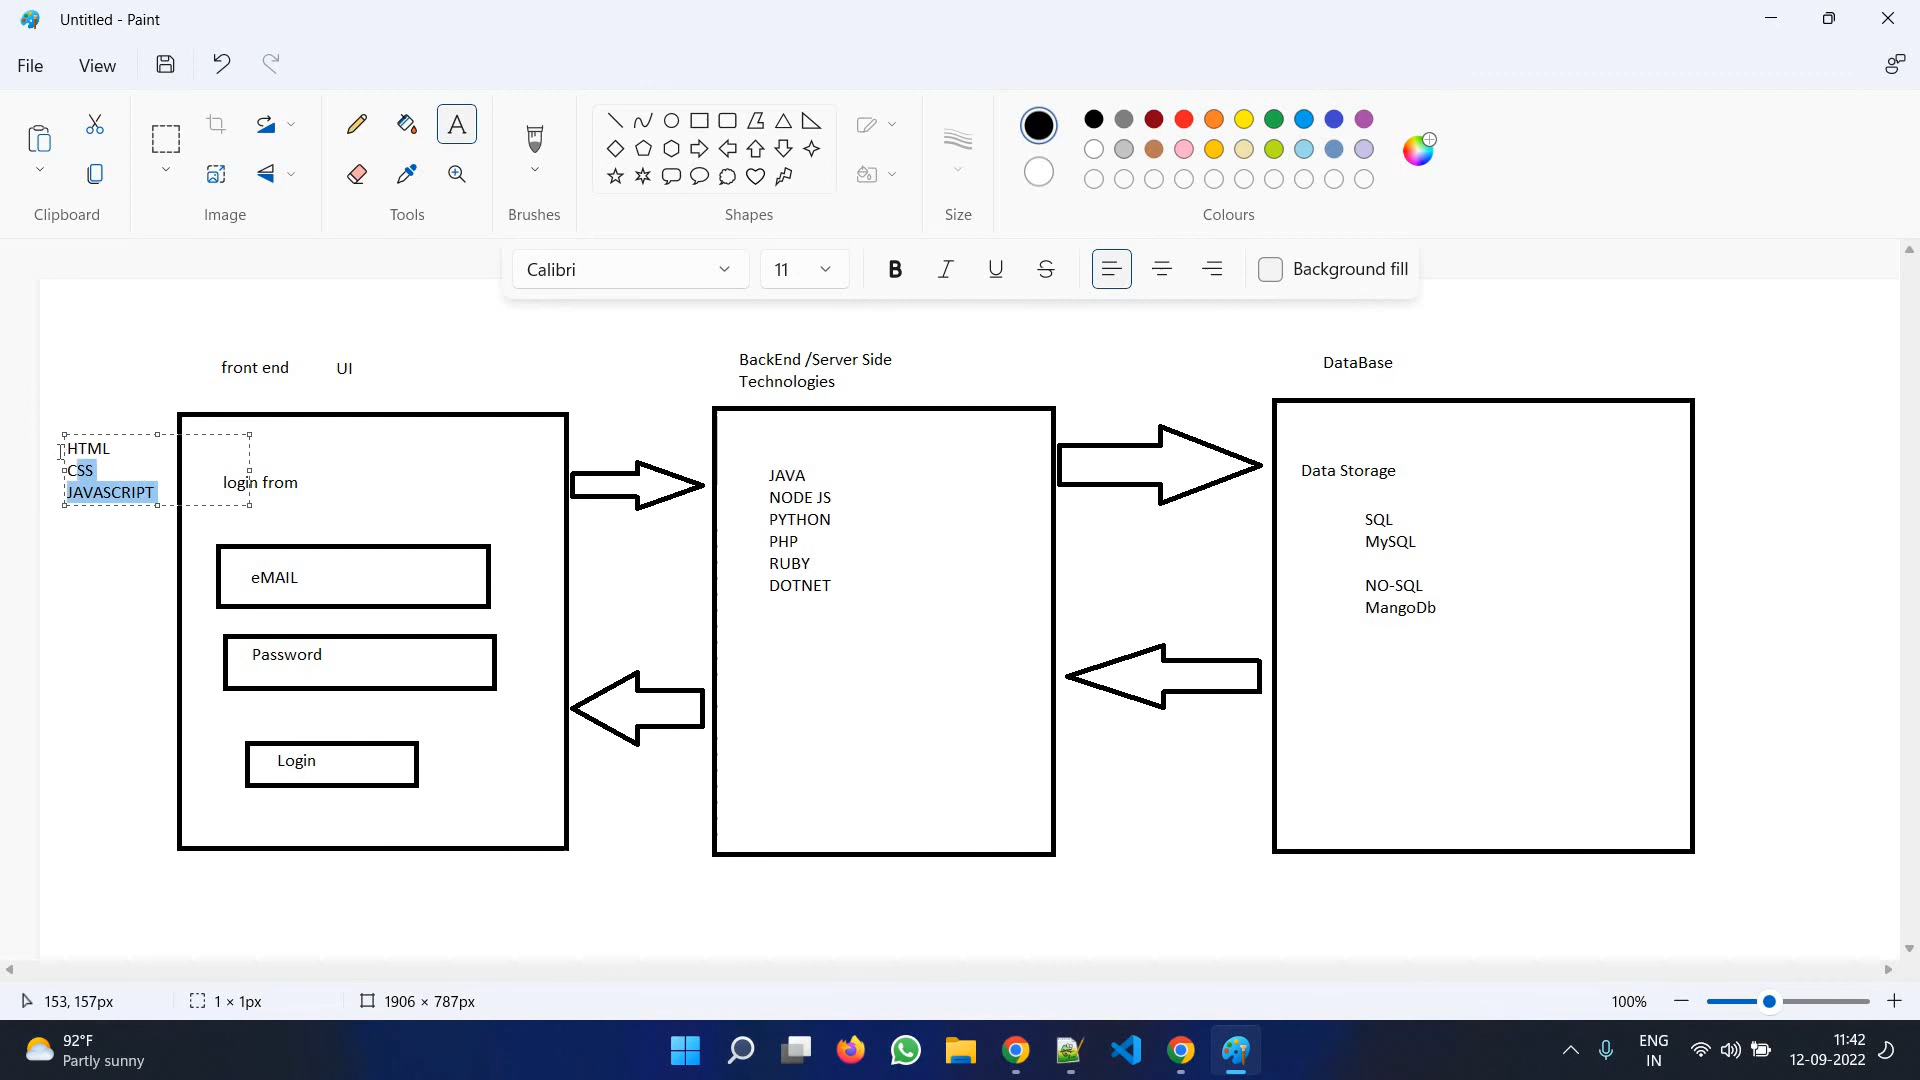 Untitled - Paint
File
View
Clipboard
Image
Tools
Brushes
Shapes
Size
Colours
Calibri
11
B
I
U
S
Background fill
front end
UI
BackEnd /Server Side
Technologies
DataBase
HTML
CSS
JAVASCRIPT
login from
eMAIL
Password
Login
JAVA
NODE JS
PYTHON
PHP
RUBY
DOTNET
Data Storage
SQL
MySQL
NO-SQL
MangoDb
153, 157px
1 × 1px
1906 × 787px
100%
92°F
Partly sunny
ENG
IN
11:42
12-09-2022